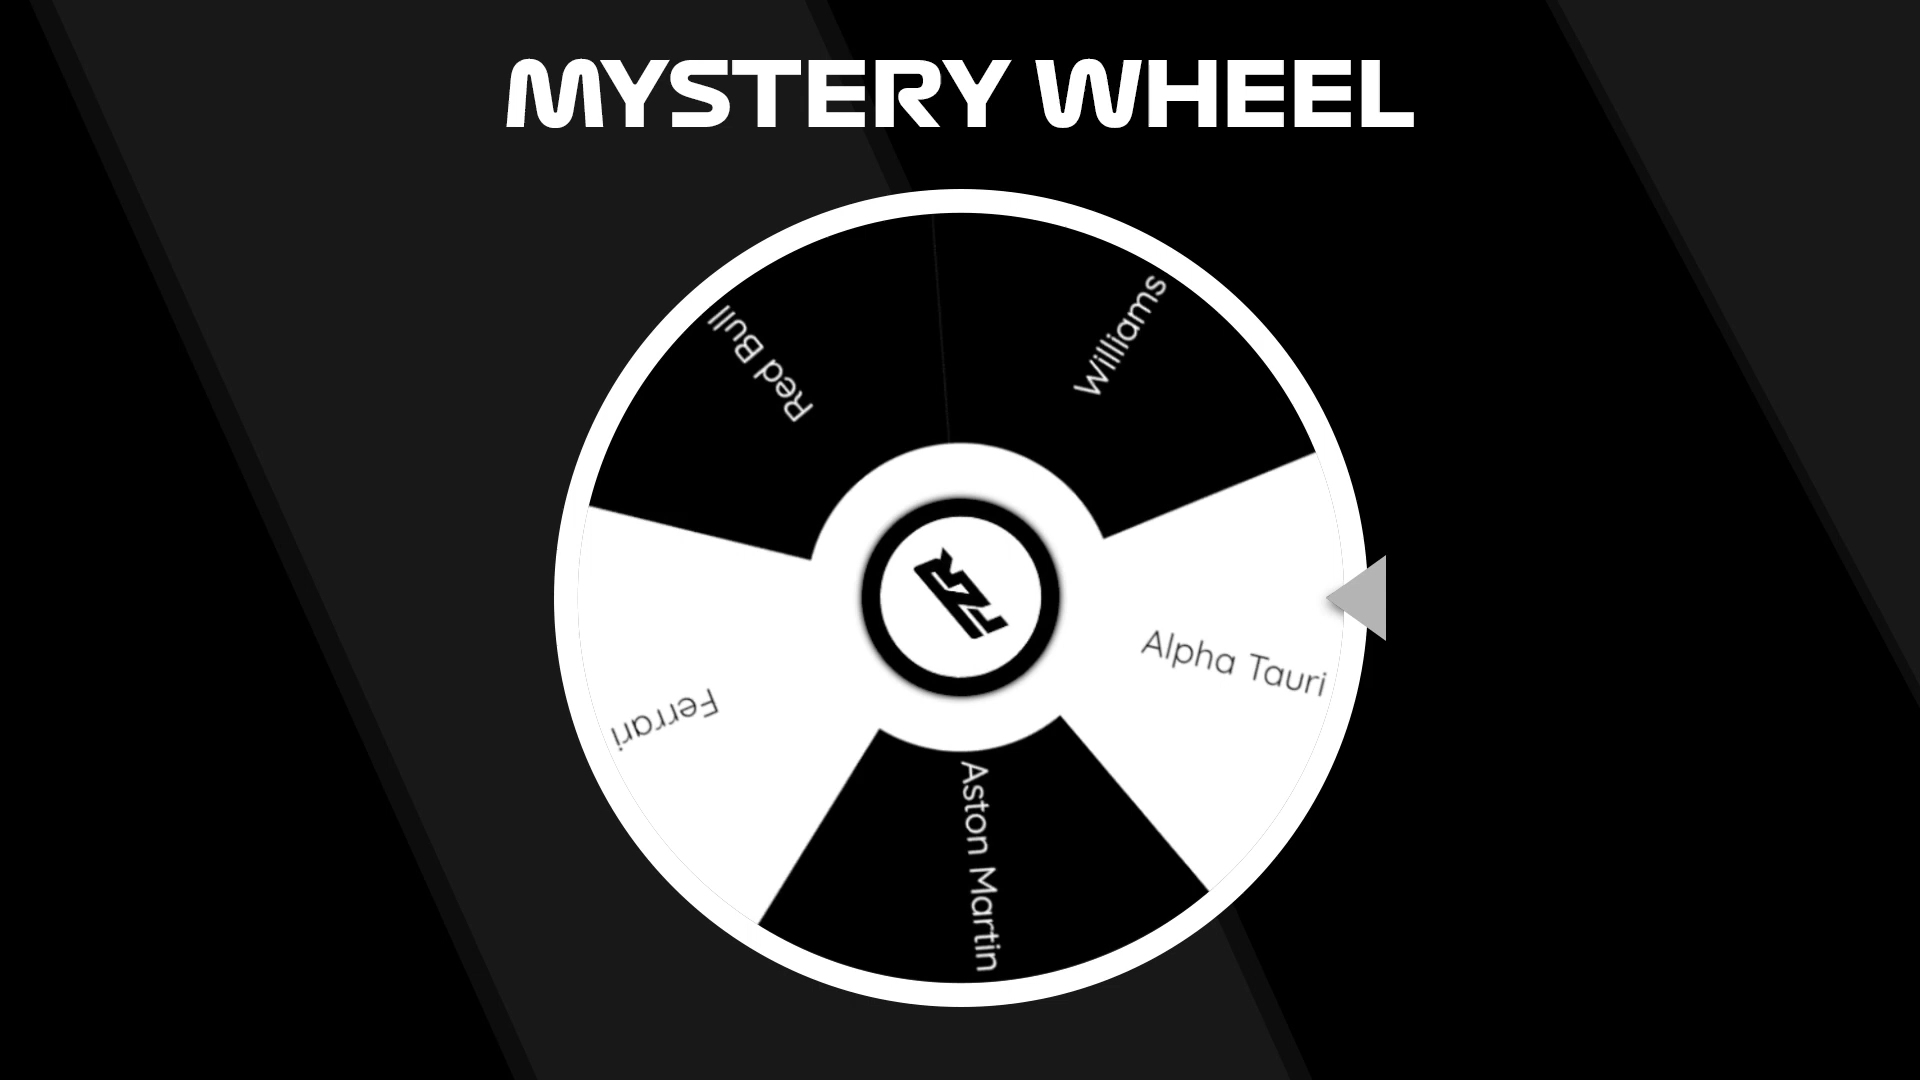 MYSTERY WHEEL
Red Bull
Williams
Alpha Tauri
Ferrari
Aston Martin